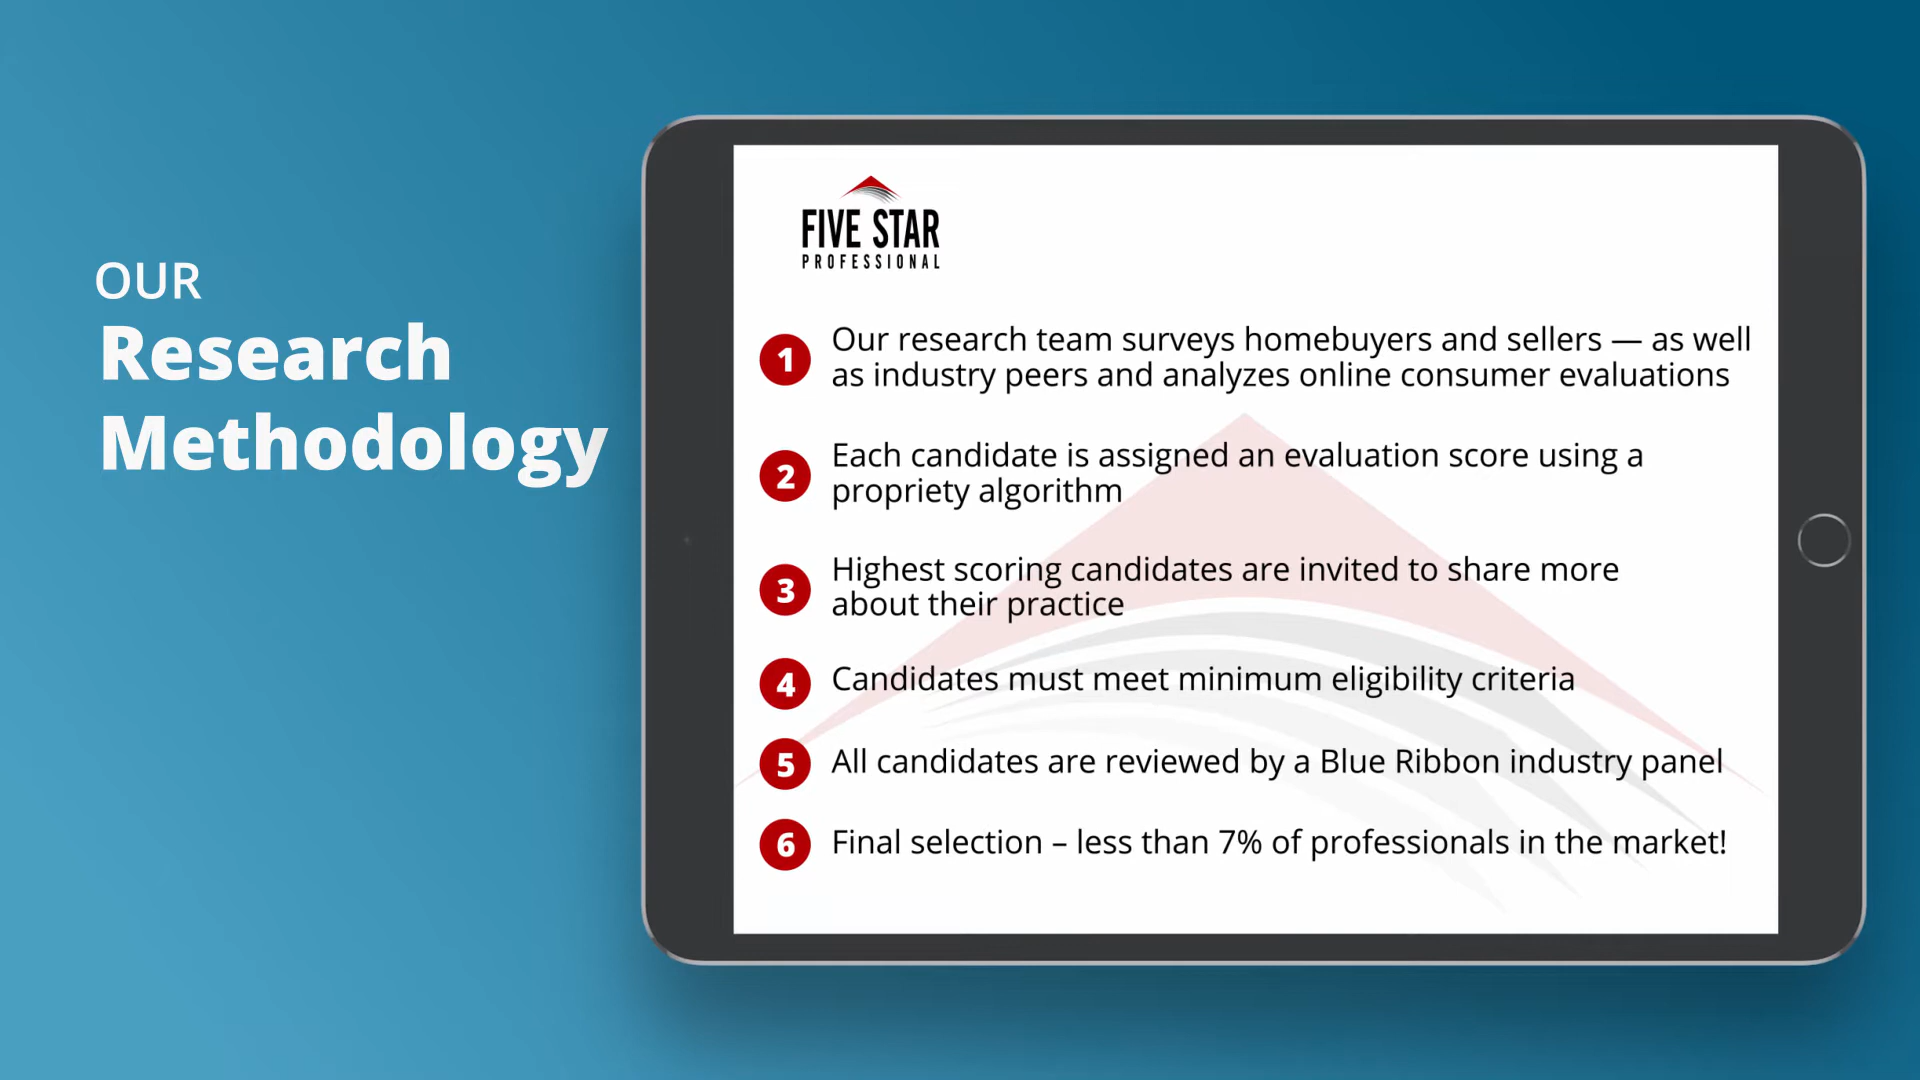 OUR
Research
Methodology
FIVE STAR
PROFESSIONAL
1 Our research team surveys homebuyers and sellers — as well
as industry peers and analyzes online consumer evaluations
2 Each candidate is assigned an evaluation score using a
propriety algorithm
3 Highest scoring candidates are invited to share more
about their practice
4 Candidates must meet minimum eligibility criteria
5 All candidates are reviewed by a Blue Ribbon industry panel
6 Final selection – less than 7% of professionals in the market!